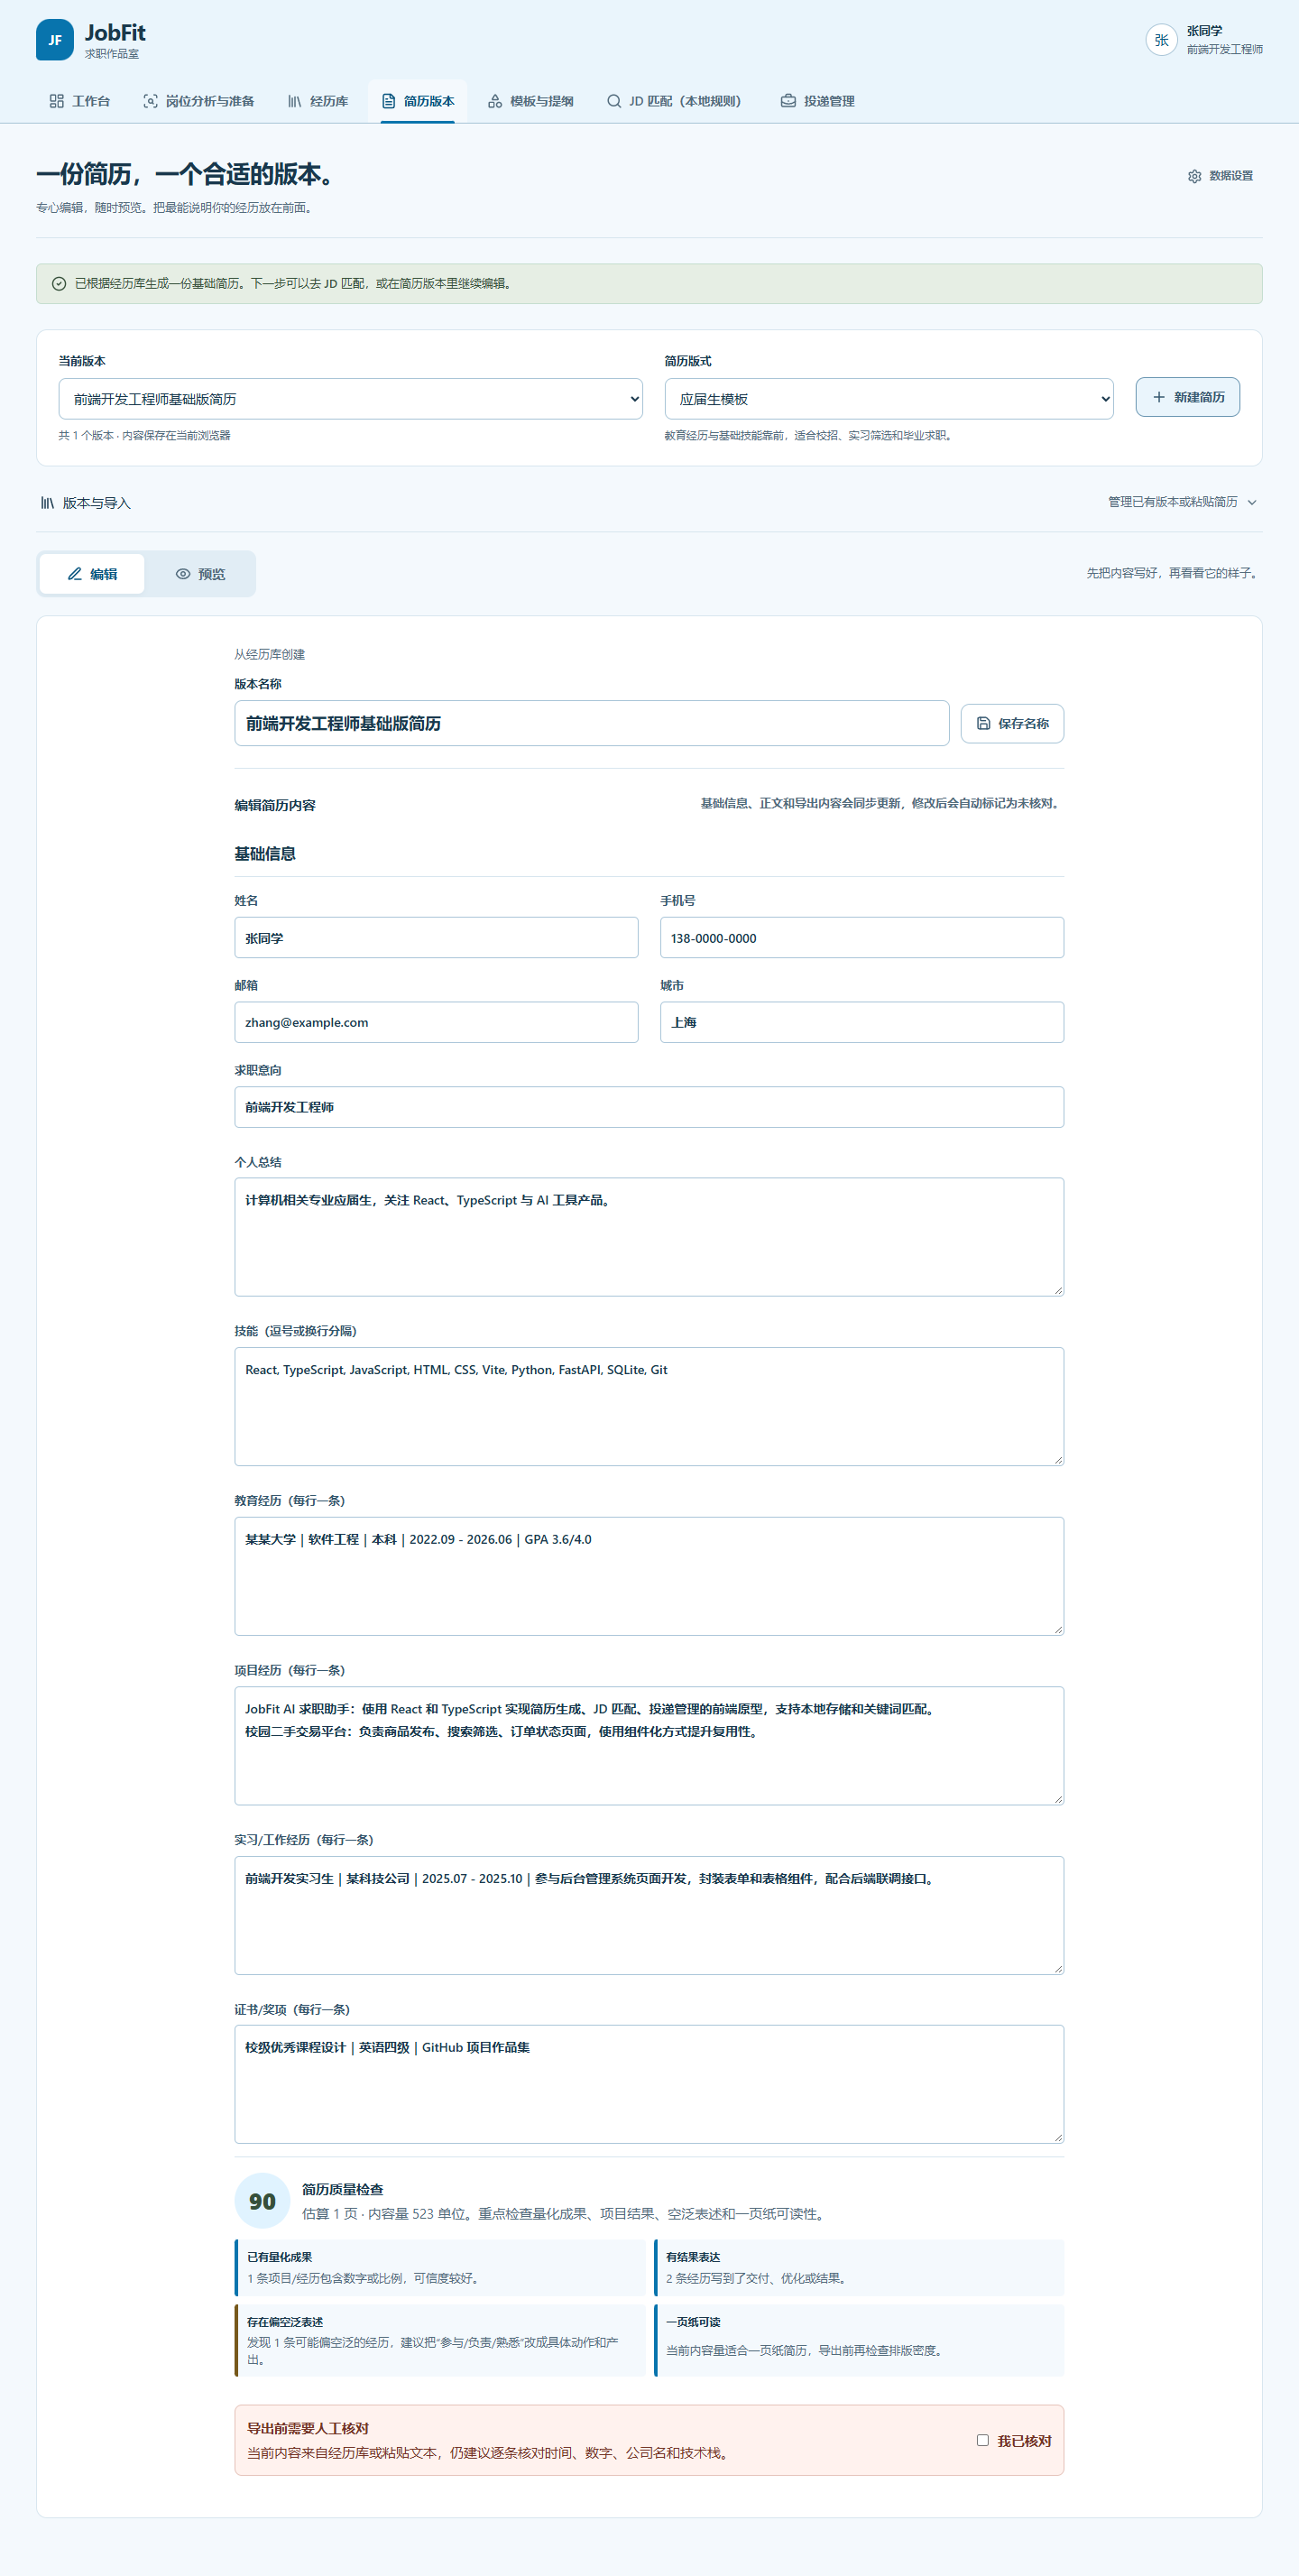 JF
JobFit
求职作品室
张
张同学
前端开发工程师
工作台
岗位分析与准备
经历库
简历版本
模板与提纲
JD 匹配（本地规则）
投递管理
一份简历，一个合适的版本。
数据设置
专心编辑，随时预览。把最能说明你的经历放在前面。
已根据经历库生成一份基础简历。下一步可以去 JD 匹配，或在简历版本里继续编辑。
当前版本
前端开发工程师基础版简历
共 1 个版本 · 内容保存在当前浏览器
简历版式
应届生模板
教育经历与基础技能靠前，适合校招、实习筛选和毕业求职。
新建简历
版本与导入
管理已有版本或粘贴简历
编辑
预览
先把内容写好，再看看它的样子。
从经历库创建
版本名称
前端开发工程师基础版简历
保存名称
编辑简历内容
基础信息、正文和导出内容会同步更新，修改后会自动标记为未核对。
基础信息
姓名
张同学
手机号
138-0000-0000
邮箱
zhang@example.com
城市
上海
求职意向
前端开发工程师
个人总结
计算机相关专业应届生，关注 React、TypeScript 与 AI 工具产品。
技能（逗号或换行分隔）
React, TypeScript, JavaScript, HTML, CSS, Vite, Python, FastAPI, SQLite, Git
教育经历（每行一条）
某某大学 | 软件工程 | 本科 | 2022.09 - 2026.06 | GPA 3.6/4.0
项目经历（每行一条）
JobFit AI 求职助手：使用 React 和 TypeScript 实现简历生成、JD 匹配、投递管理的前端原型，支持本地存储和关键词匹配。
校园二手交易平台：负责商品发布、搜索筛选、订单状态页面，使用组件化方式提升复用性。
实习/工作经历（每行一条）
前端开发实习生 | 某科技公司 | 2025.07 - 2025.10 | 参与后台管理系统页面开发，封装表单和表格组件，配合后端联调接口。
证书/奖项（每行一条）
校级优秀课程设计 | 英语四级 | GitHub 项目作品集
90
简历质量检查
估算 1 页 · 内容量 523 单位。重点检查量化成果、项目结果、空泛表述和一页纸可读性。
已有量化成果
1 条项目/经历包含数字或比例，可信度较好。
有结果表达
2 条经历写到了交付、优化或结果。
存在偏空泛表述
发现 1 条可能偏空泛的经历，建议把“参与/负责/熟悉”改成具体动作和产
出。
一页纸可读
当前内容量适合一页纸简历，导出前再检查排版密度。
导出前需要人工核对
当前内容来自经历库或粘贴文本，仍建议逐条核对时间、数字、公司名和技术栈。
我已核对